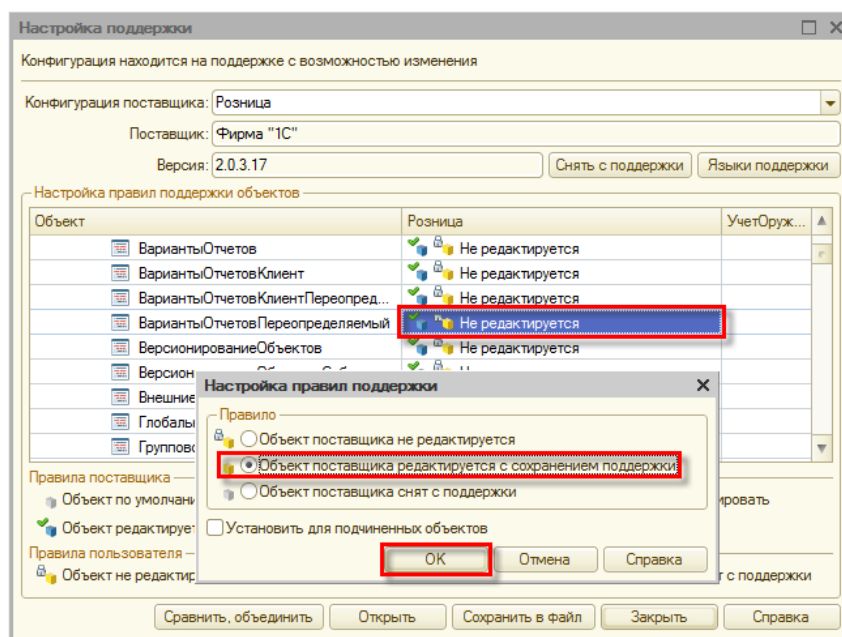 Настройка поддержки
Конфигурация находится на поддержке с возможностью изменения
Конфигурация поставщика: Розница
Поставщик: Фирма "1С"
Версия: 2.0.3.17 Снять с поддержки Языки поддержки
Настройка правил поддержки объектов
Объект Розница УчетОруж...
ВариантыОтчетов Не редактируется
ВариантыОтчетовКлиент Не редактируется
ВариантыОтчетовКлиентПереопред... Не редактируется
ВариантыОтчетовПереопределяемый Не редактируется
ВерсионированиеОбъектов Не редактируется
Версион
Настройка правил поддержки
Внешние
Правило
Глобаль
Объект поставщика не редактируется
Группово
Объект поставщика редактируется с сохранением поддержки
Правила поставщика
Объект поставщика снят с поддержки
Объект по умолчани ировать
Объект редактирует Установить для подчиненных объектов
Правила пользователя
ОК Отмена Справка
Объект не редактир т с поддержки
Сравнить, объединить Открыть Сохранить в файл Закрыть Справка